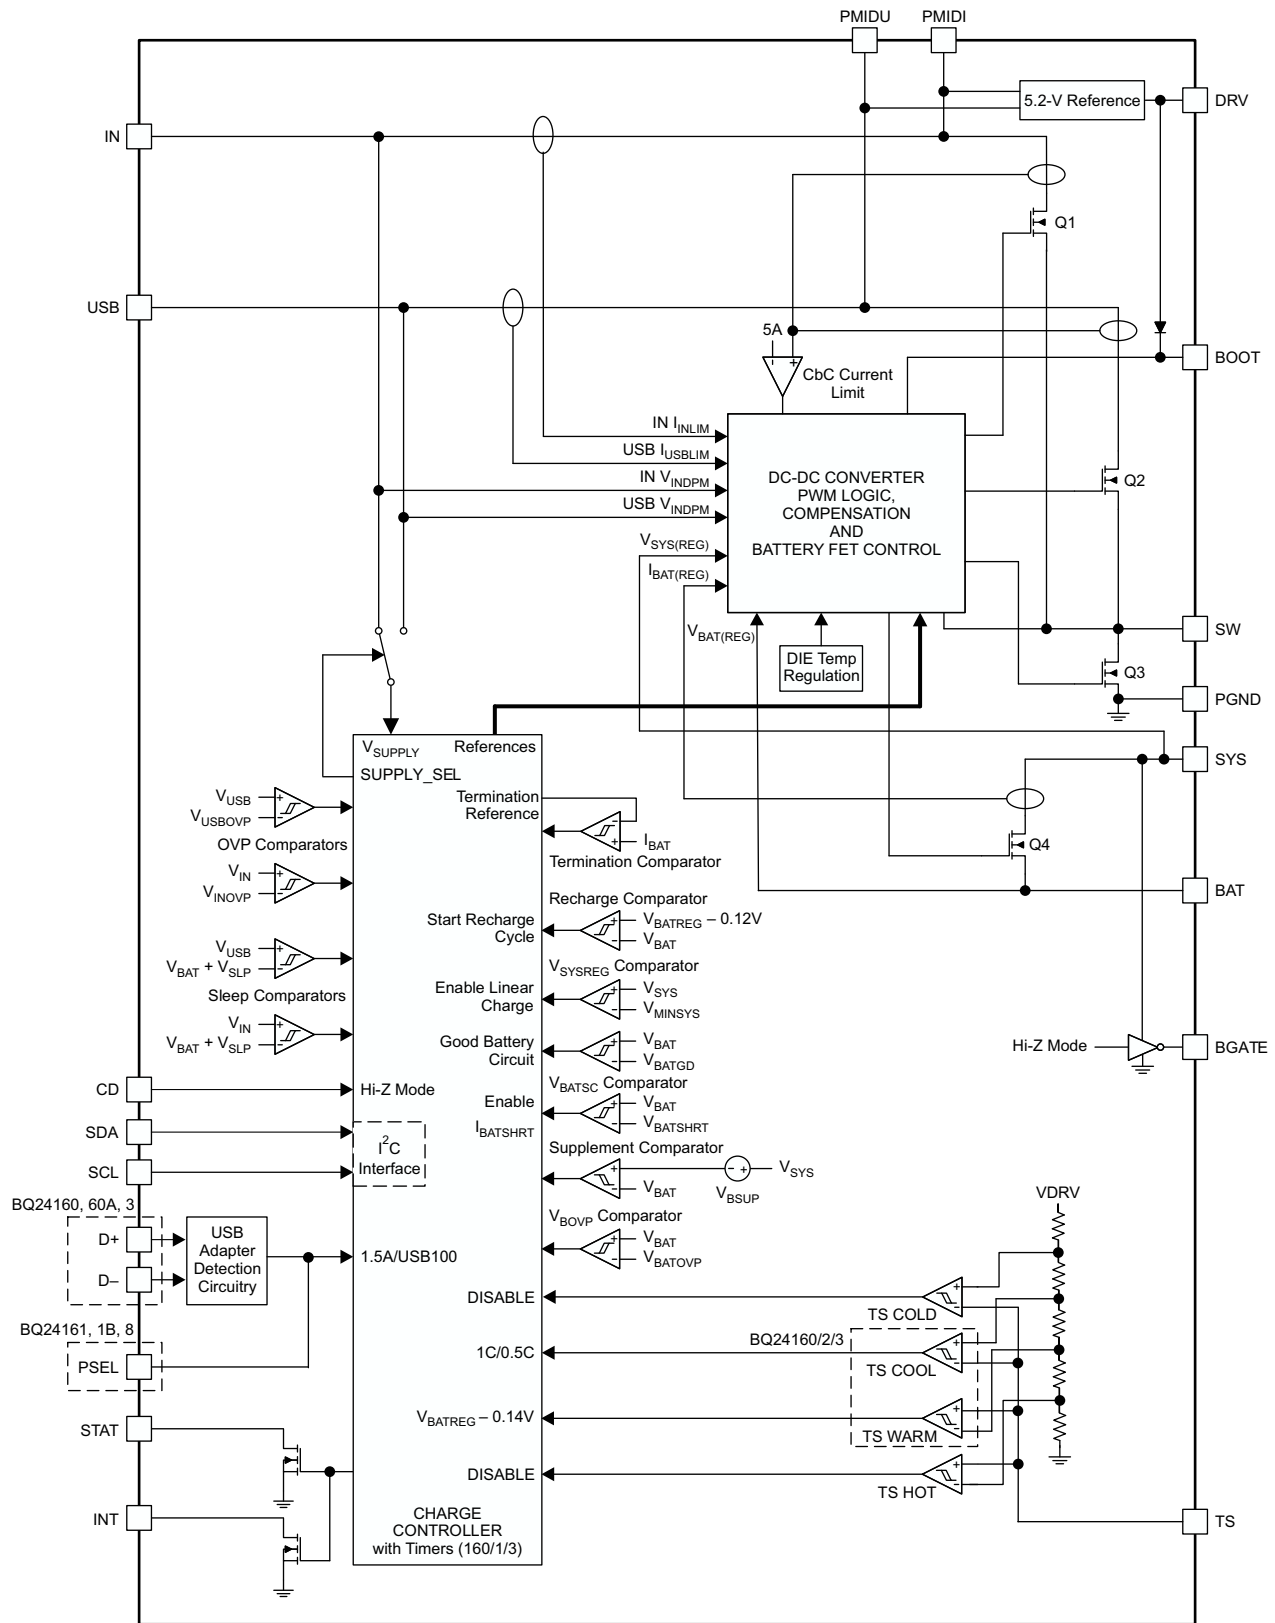 PMIDU
PMIDI
5.2-V Reference
DRV
IN
Q1
USB
5A
-
+
CbC Current
Limit
BOOT
IN I_INLIM
USB I_USBLIM
IN V_INDPM
USB V_INDPM
V_SYS(REG)
I_BAT(REG)
DC-DC CONVERTER
PWM LOGIC,
COMPENSATION
AND
BATTERY FET CONTROL
Q2
V_BAT(REG)
DIE Temp
Regulation
SW
Q3
PGND
V_SUPPLY
References
SUPPLY_SEL
SYS
V_USB
V_USBOVP
+
-
OVP Comparators
V_IN
V_INOVP
+
-
Termination
Reference
-
+
I_BAT
Termination Comparator
Q4
BAT
Recharge Comparator
Start Recharge
Cycle
+
-
V_BATREG – 0.12V
V_BAT
V_USB
V_BAT + V_SLP
+
-
Sleep Comparators
V_IN
V_BAT + V_SLP
+
-
V_SYSREG Comparator
Enable Linear
Charge
+
-
V_SYS
V_MINSYS
Good Battery
Circuit
+
-
V_BAT
V_BATGD
Hi-Z Mode
BGATE
CD
Hi-Z Mode
V_BATSC Comparator
Enable
I_BATSHRT
+
-
V_BAT
V_BATSHRT
SDA
SCL
I²C
Interface
Supplement Comparator
+
-
V_BAT
- +
V_BSUP
V_SYS
BQ24160, 60A, 3
D+
D–
USB
Adapter
Detection
Circuitry
1.5A/USB100
V_BOVP Comparator
+
-
V_BAT
V_BATOVP
VDRV
DISABLE
+
-
TS COLD
BQ24161, 1B, 8
PSEL
BQ24160/2/3
1C/0.5C
+
-
TS COOL
V_BATREG – 0.14V
+
-
TS WARM
STAT
DISABLE
+
-
TS HOT
INT
CHARGE
CONTROLLER
with Timers (160/1/3)
TS